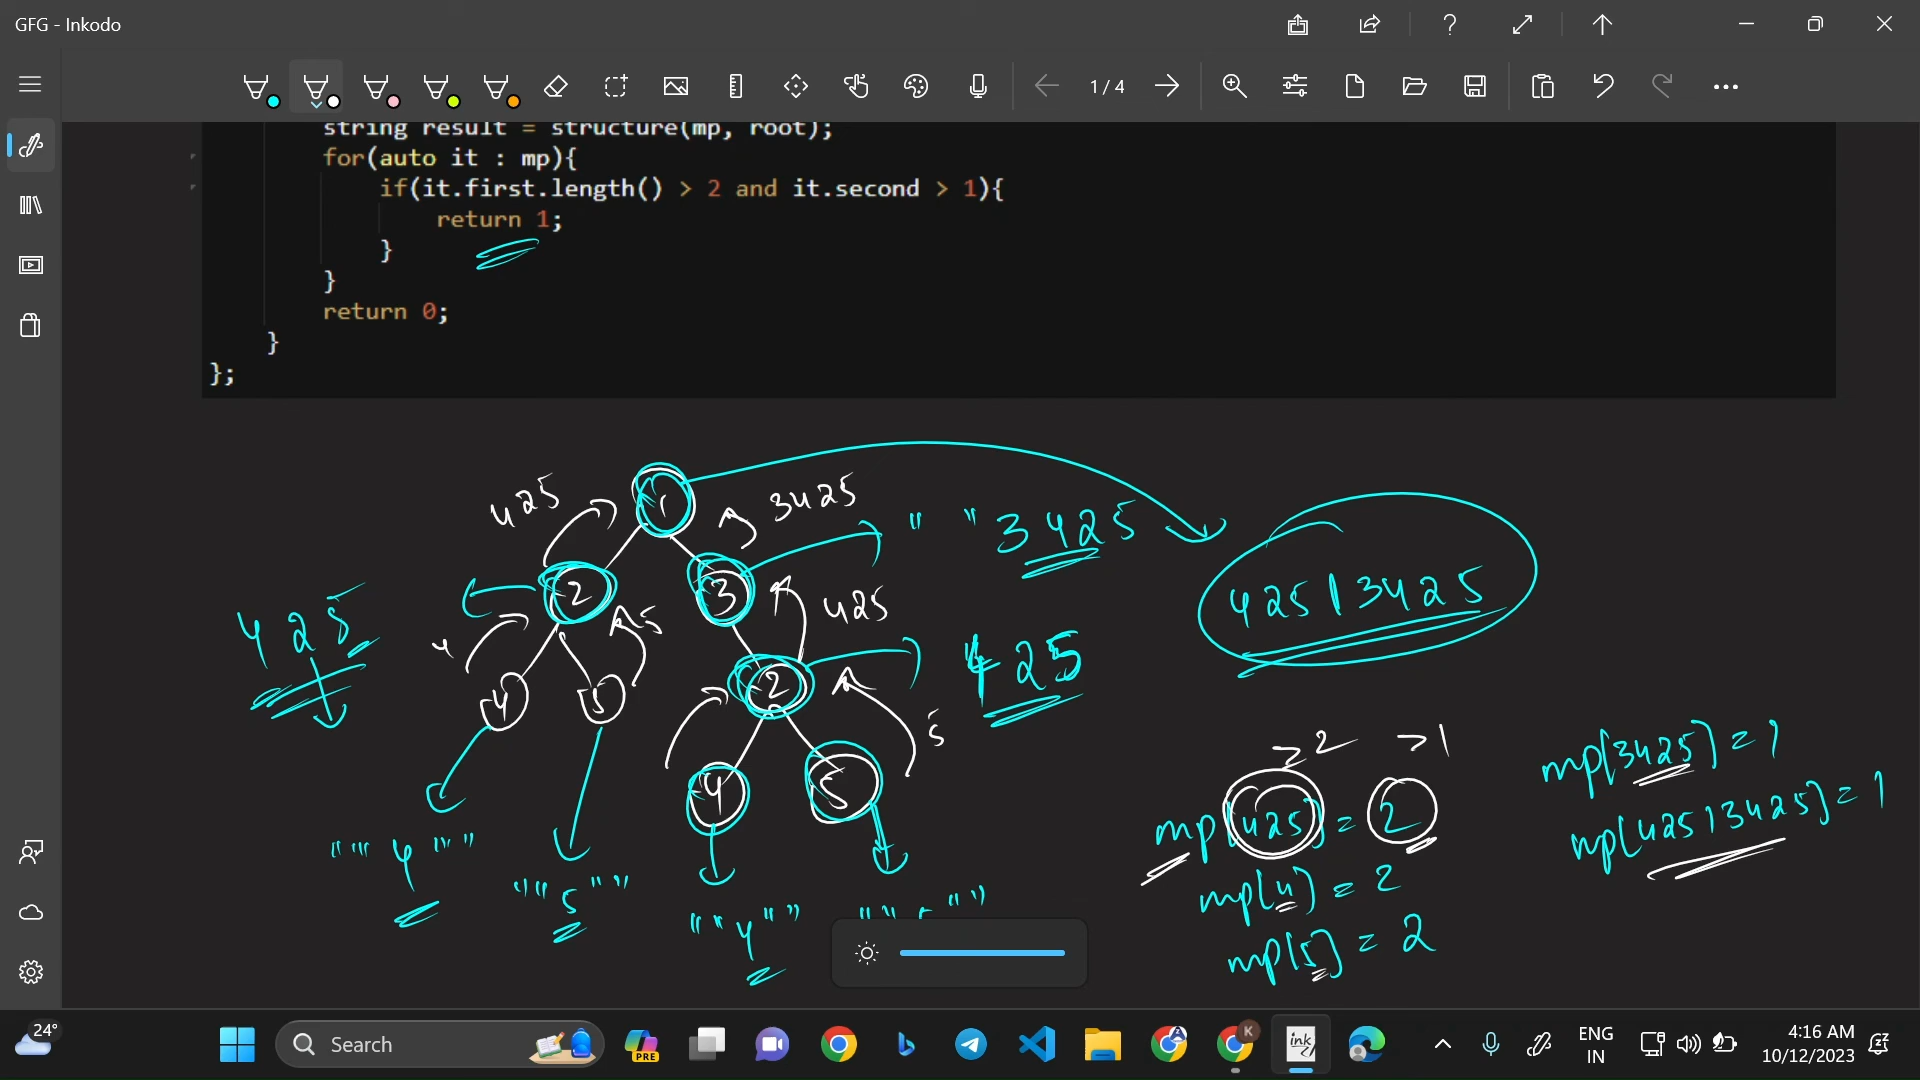 GFG - Inkodo
1 / 4
string result = structure(mp, root);
for(auto it : mp){
if(it.first.length() > 2 and it.second > 1){
return 1;
}
}
return 0;
}
};
425
1
3425
" " 3425
425|3425
2
3
425
4
5
425
425
4
5
2
5
4
5
> 2 > 1
mp[3425] = 1
mp[425] = 2
mp[425|3425] = 1
"" "" 4 "" ""
"" "" 5 "" ""
mp[4] = 2
"" "" 4 "" ""
mp[5] = 2
24°
Search
PRE
K
ink
ENG
IN
4:16 AM
10/12/2023